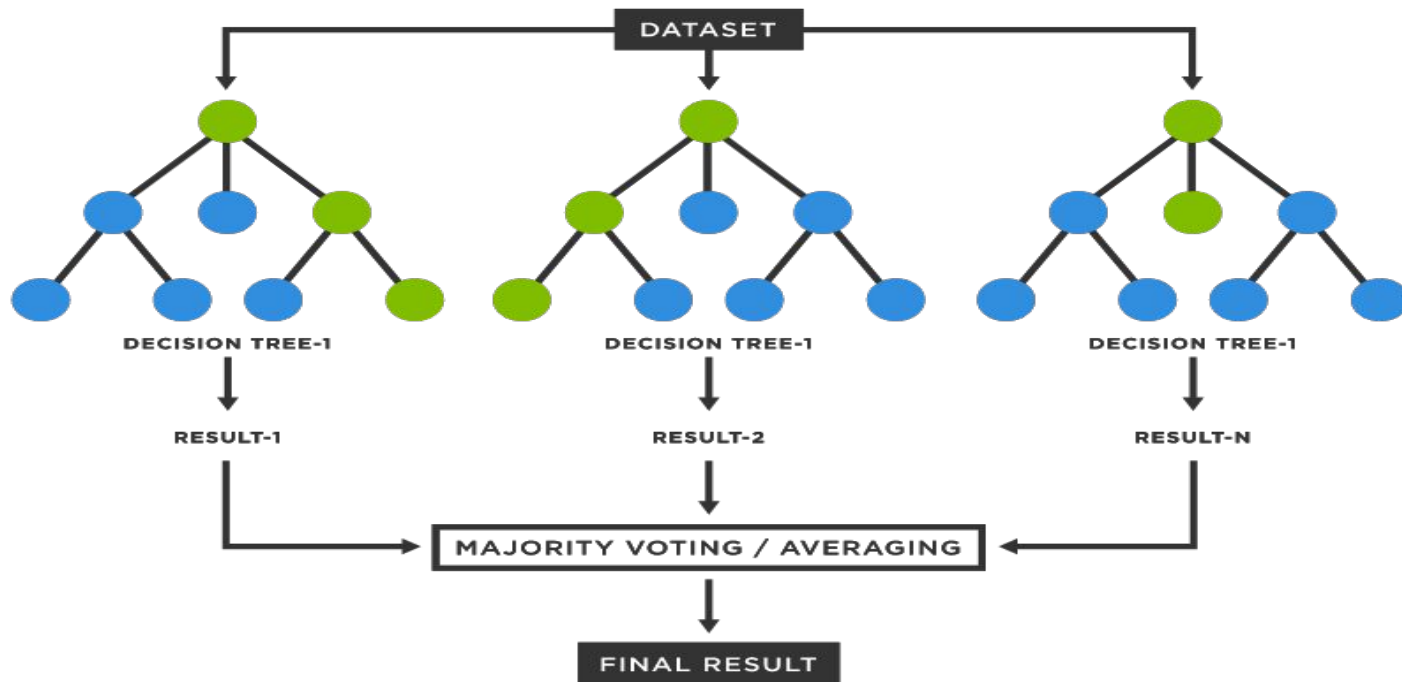 DATASET
DECISION TREE-1
DECISION TREE-1
DECISION TREE-1
RESULT-1
RESULT-2
RESULT-N
MAJORITY VOTING / AVERAGING
FINAL RESULT